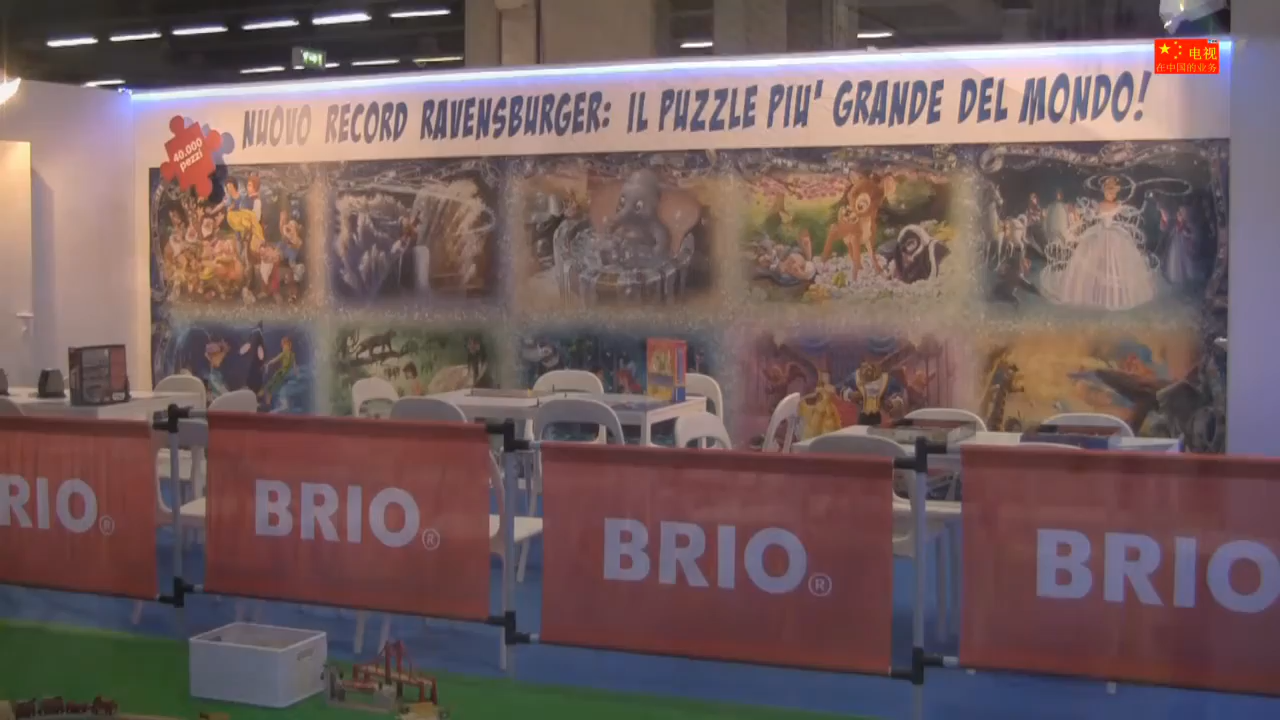 电视
在中国的业务
NUOVO RECORD RAVENSBURGER: IL PUZZLE PIU' GRANDE DEL MONDO!
40.000
pezzi
RIO®
BRIO®
BRIO®
BRIO